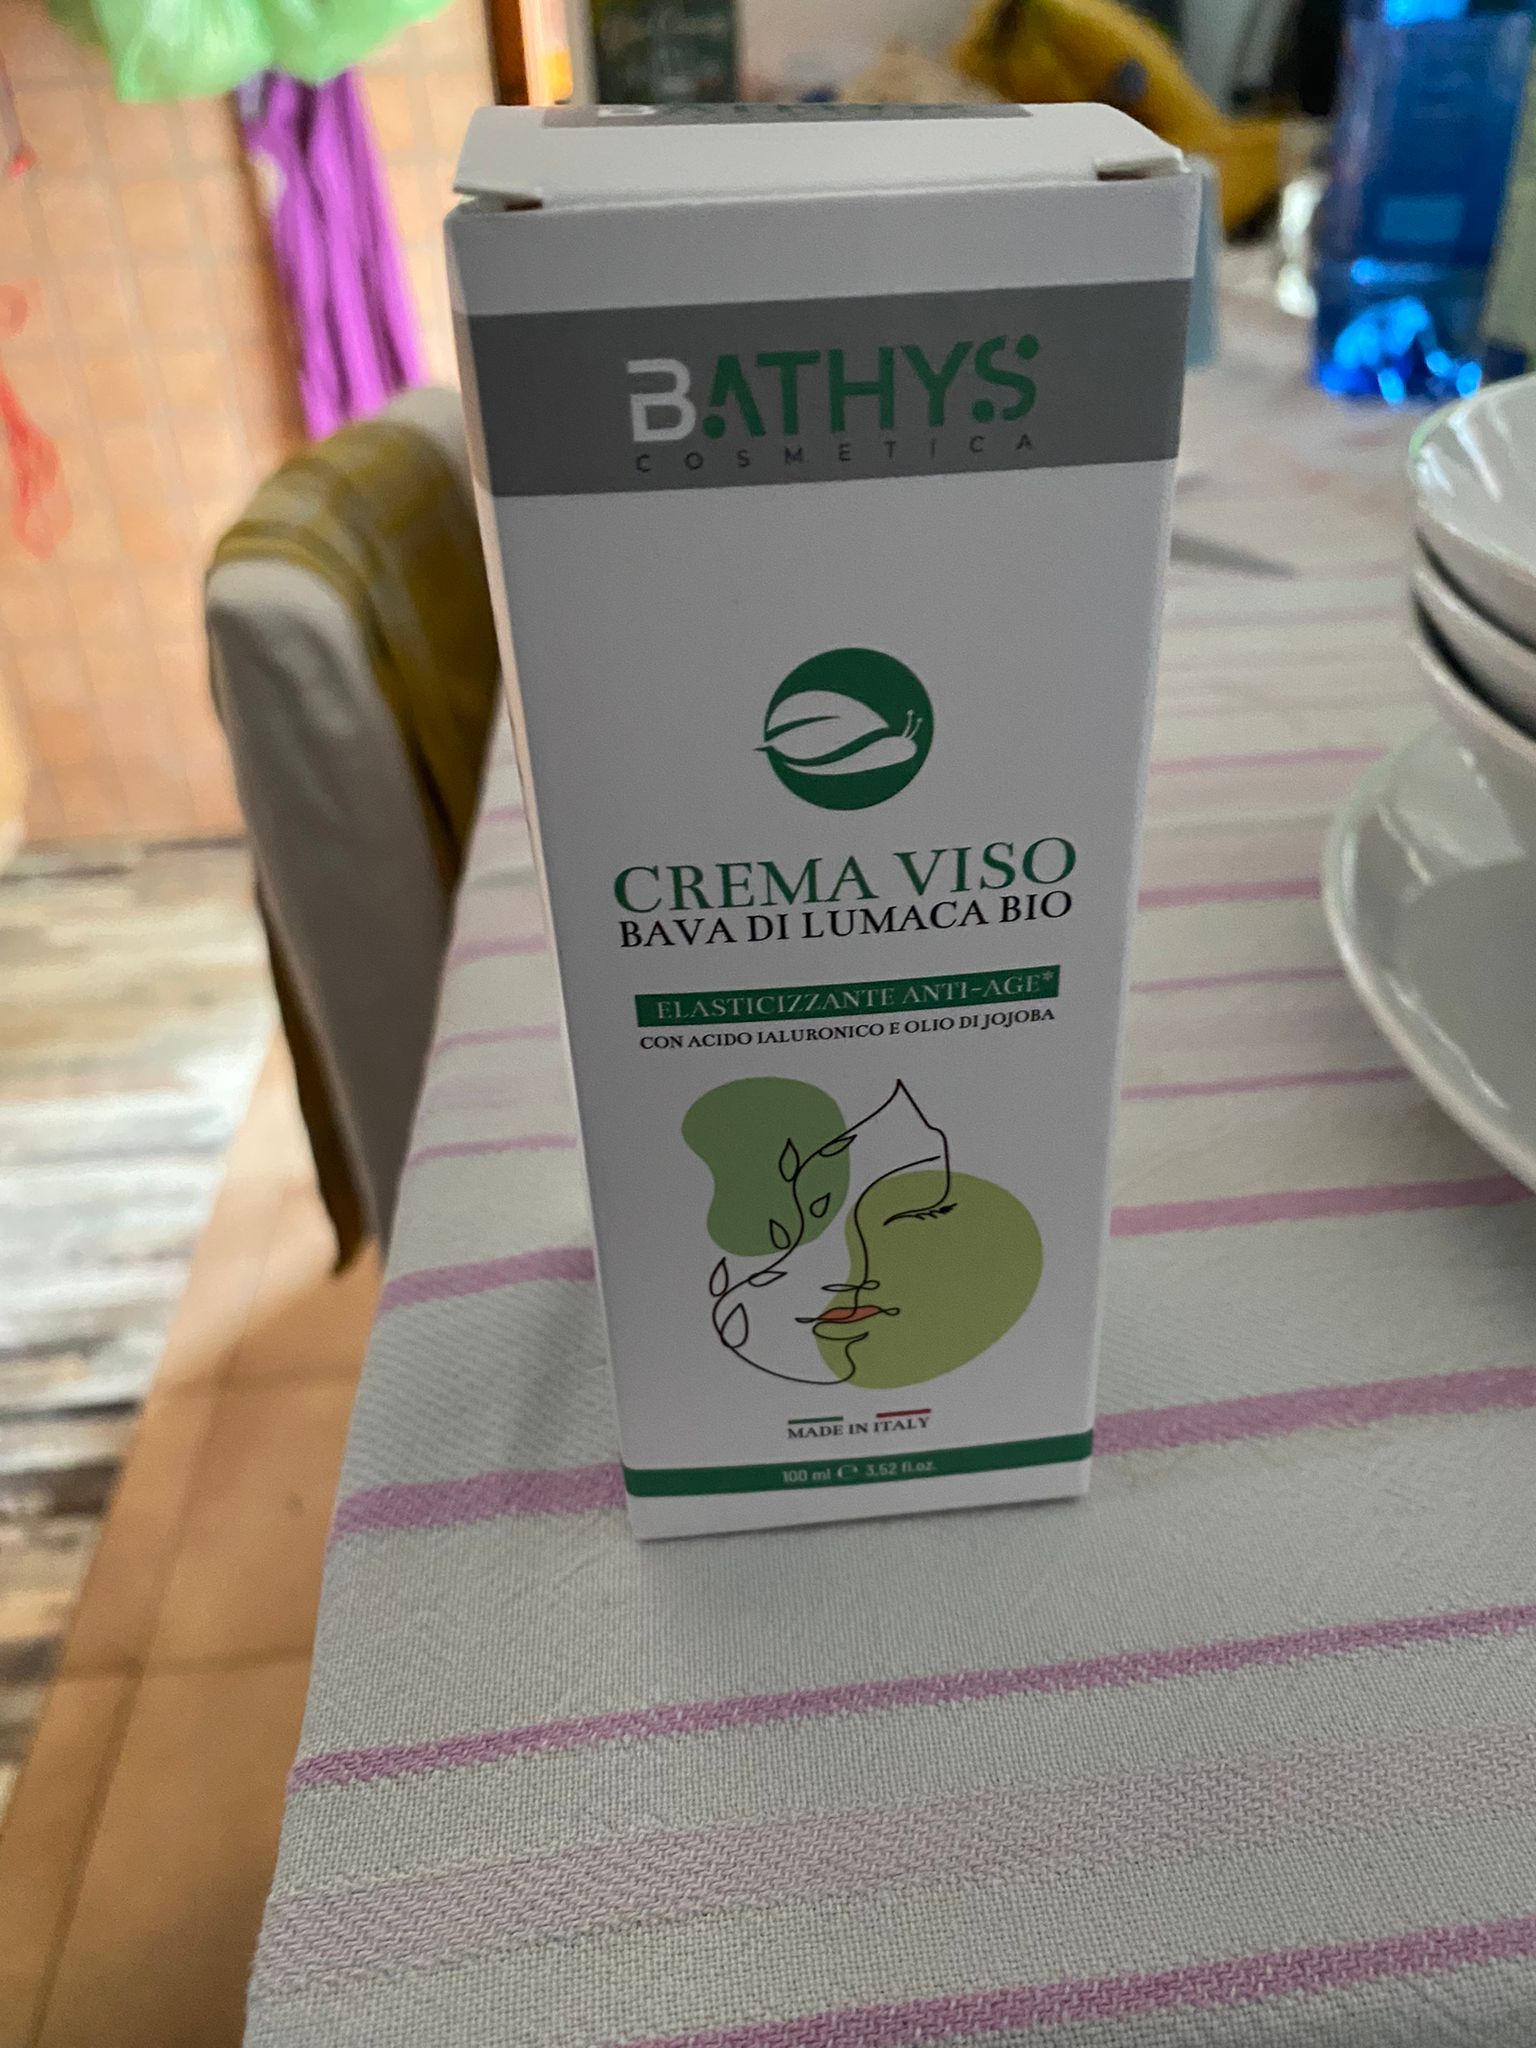 BATHYS
COSMETICA
CREMA VISO
BAVA DI LUMACA BIO
ELASTICIZZANTE ANTI-AGE*
CON ACIDO IALURONICO E OLIO DI JOJOBA
MADE IN ITALY
100 ml 3.52 fl.oz.